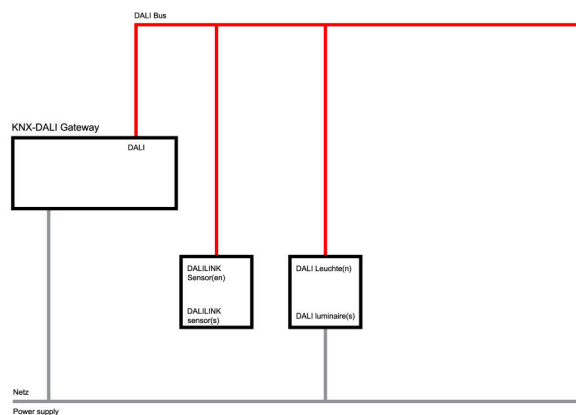 DALI Bus
KNX-DALI Gateway
DALI
DALILINK
Sensor(en)
DALILINK
sensor(s)
DALI Leuchte(n)
DALI luminaire(s)
Netz
Power supply